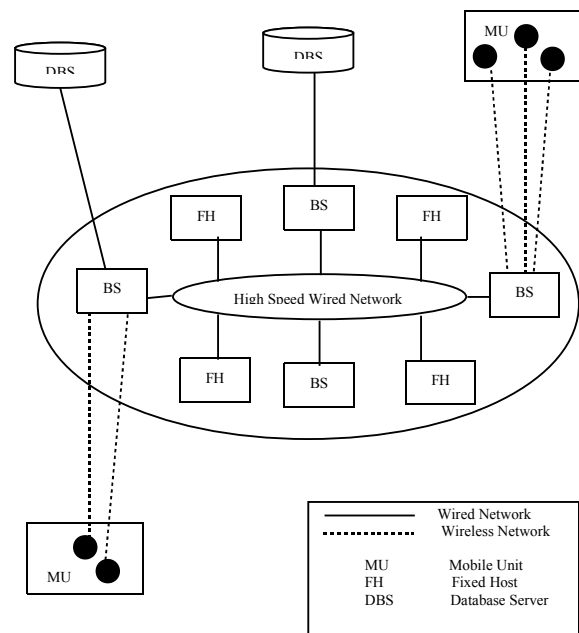 MU
DBS
DBS
FH
BS
FH
BS
High Speed Wired Network
BS
FH
BS
FH
MU
Wired Network
Wireless Network
MU Mobile Unit
FH Fixed Host
DBS Database Server